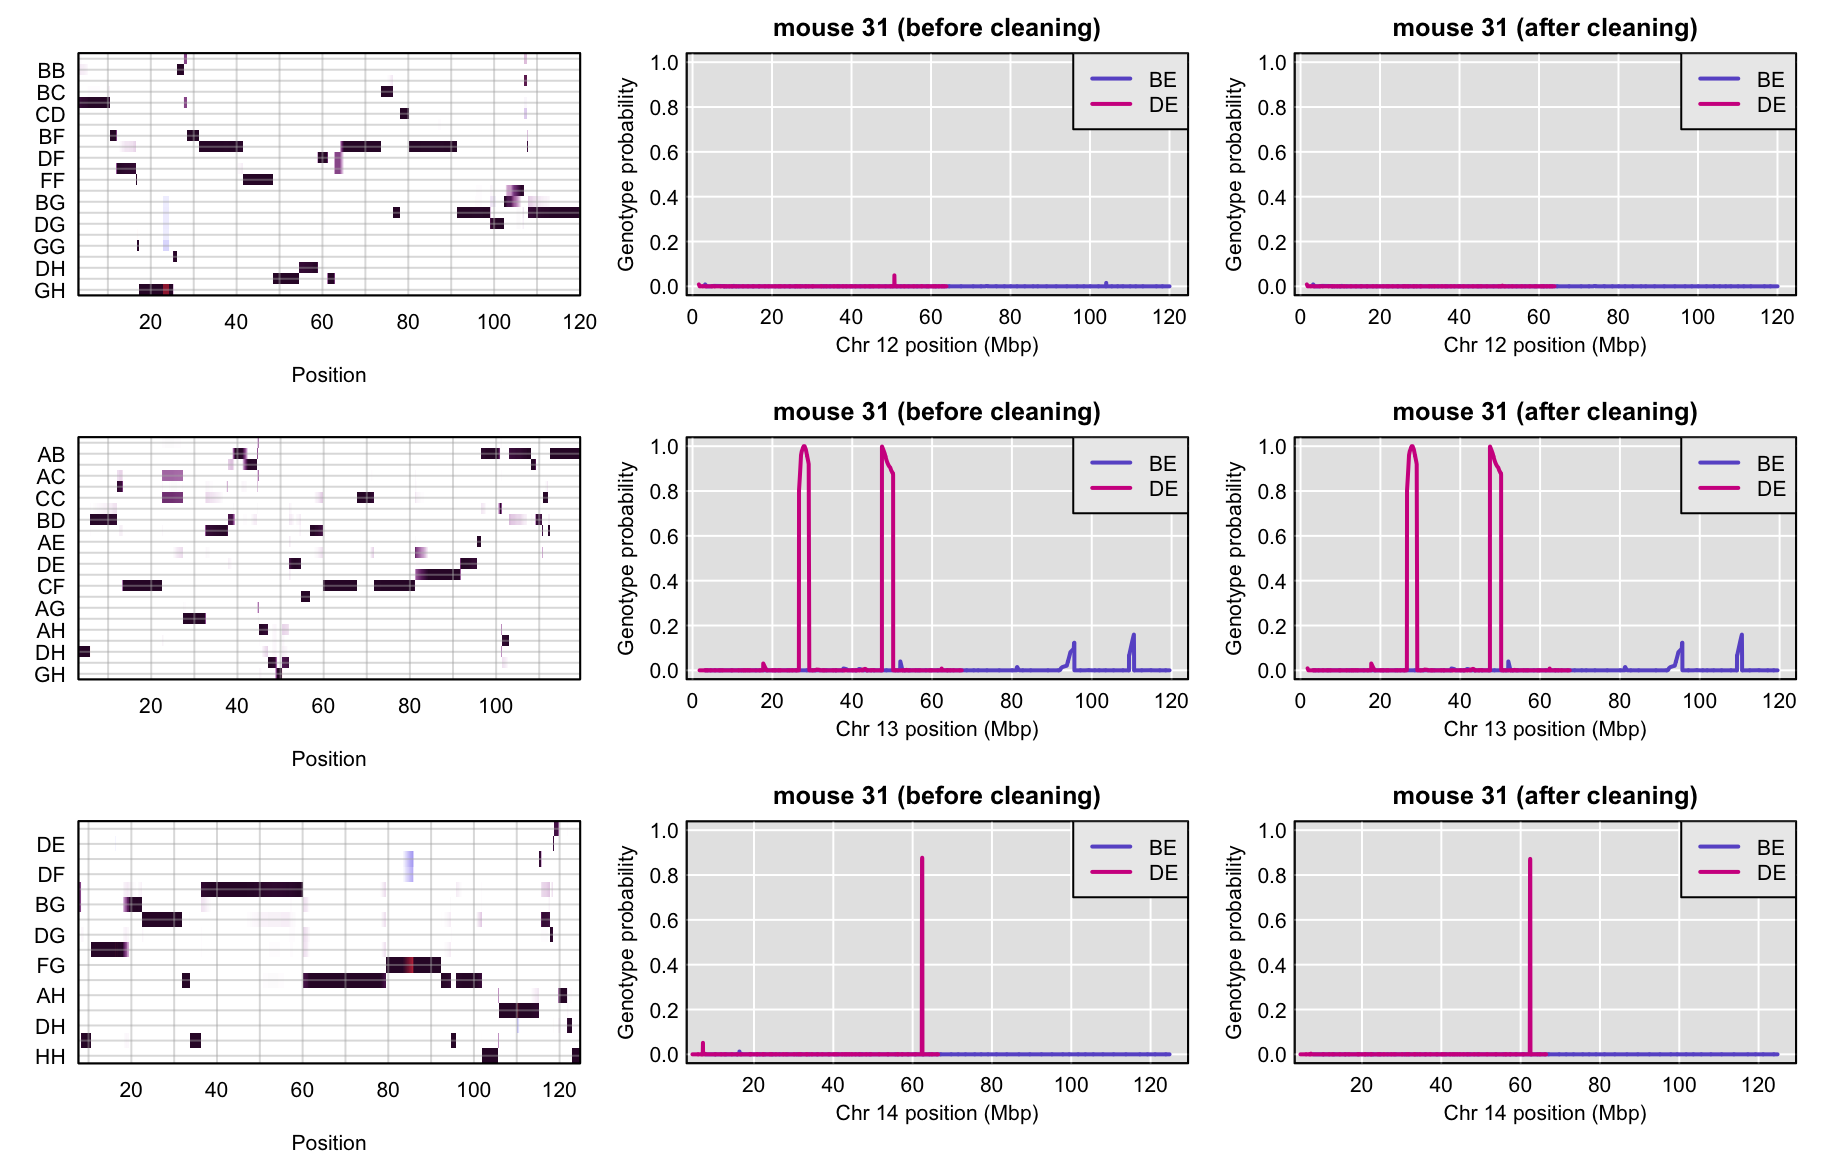 BB
BC
CD
BF
DF
FF
BG
DG
GG
DH
GH
20 40 60 80 100 120
Position
mouse 31 (before cleaning)
Genotype probability
1.0
0.8
0.6
0.4
0.2
0.0
BE
DE
0 20 40 60 80 100 120
Chr 12 position (Mbp)
mouse 31 (after cleaning)
Genotype probability
1.0
0.8
0.6
0.4
0.2
0.0
BE
DE
0 20 40 60 80 100 120
Chr 12 position (Mbp)
AB
AC
CC
BD
AE
DE
CF
AG
AH
DH
GH
20 40 60 80 100
Position
mouse 31 (before cleaning)
Genotype probability
1.0
0.8
0.6
0.4
0.2
0.0
BE
DE
0 20 40 60 80 100 120
Chr 13 position (Mbp)
mouse 31 (after cleaning)
Genotype probability
1.0
0.8
0.6
0.4
0.2
0.0
BE
DE
0 20 40 60 80 100 120
Chr 13 position (Mbp)
DE
DF
BG
DG
FG
AH
DH
HH
20 40 60 80 100 120
Position
mouse 31 (before cleaning)
Genotype probability
1.0
0.8
0.6
0.4
0.2
0.0
BE
DE
20 40 60 80 100 120
Chr 14 position (Mbp)
mouse 31 (after cleaning)
Genotype probability
1.0
0.8
0.6
0.4
0.2
0.0
BE
DE
20 40 60 80 100 120
Chr 14 position (Mbp)